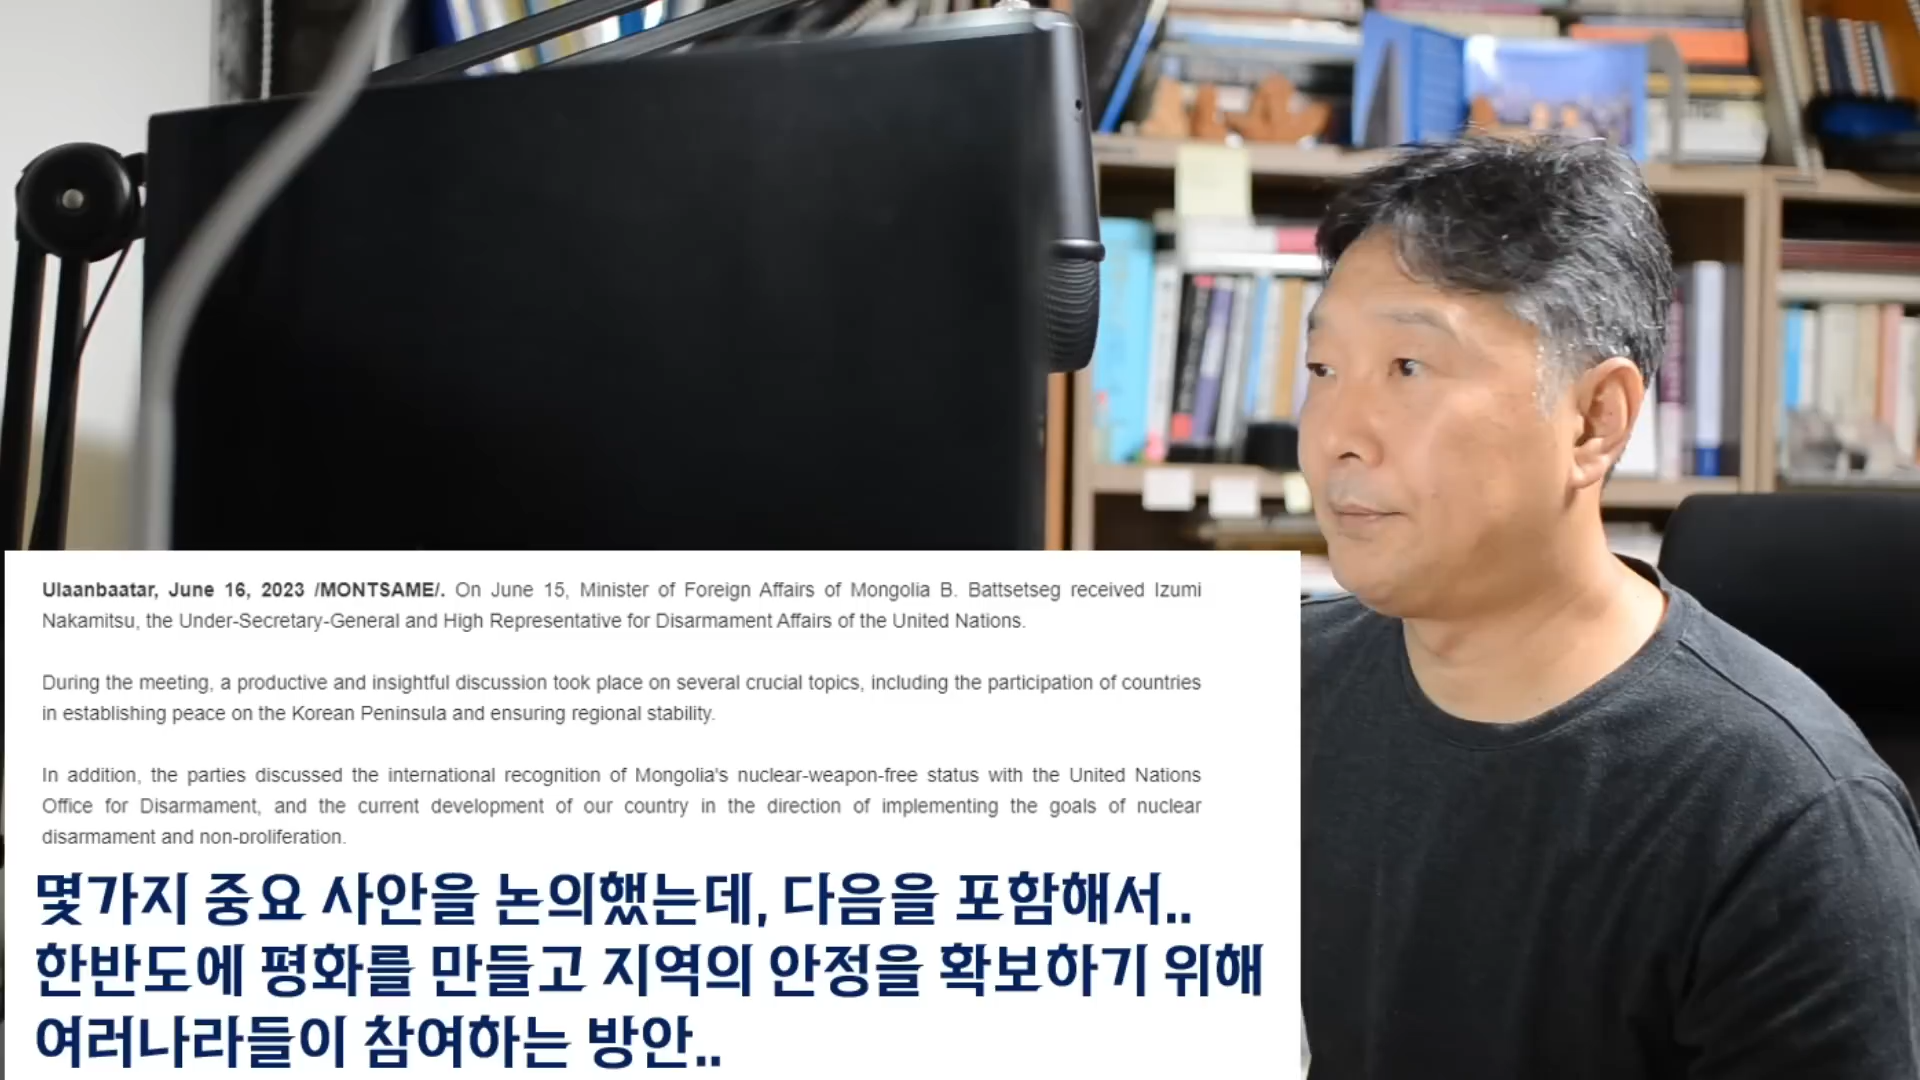 Ulaanbaatar, June 16, 2023 /MONTSAME/. On June 15, Minister of Foreign Affairs of Mongolia B. Battsetseg received Izumi
Nakamitsu, the Under-Secretary-General and High Representative for Disarmament Affairs of the United Nations.
During the meeting, a productive and insightful discussion took place on several crucial topics, including the participation of countries
in establishing peace on the Korean Peninsula and ensuring regional stability.
In addition, the parties discussed the international recognition of Mongolia's nuclear-weapon-free status with the United Nations
Office for Disarmament, and the current development of our country in the direction of implementing the goals of nuclear
disarmament and non-proliferation.
몇가지 중요 사안을 논의했는데, 다음을 포함해서..
한반도에 평화를 만들고 지역의 안정을 확보하기 위해
여러나라들이 참여하는 방안..